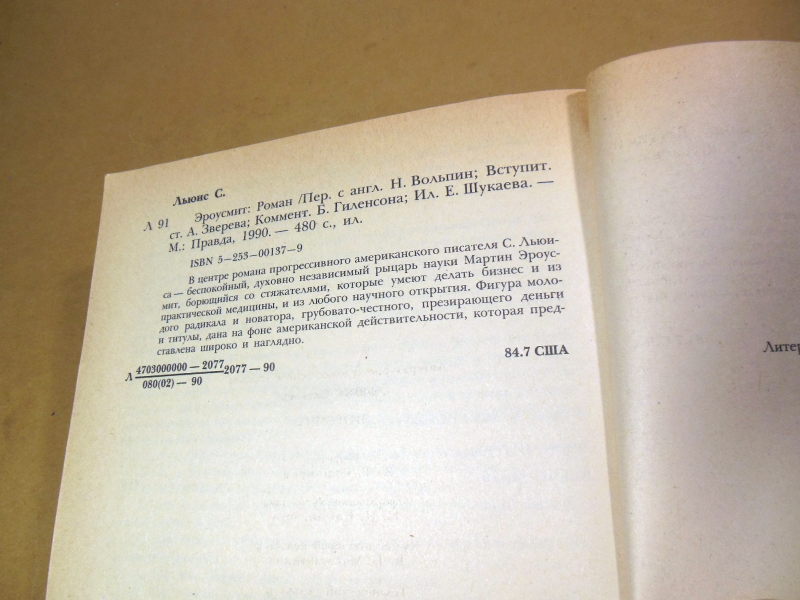 Льюис С.
Л 91 Эроусмит: Роман /Пер. с англ. Н. Вольпин; Вступит.
ст. А. Зверева; Коммент. Б. Гиленсона; Ил. Е. Шукаева. —
М.: Правда, 1990. — 480 с., ил.
ISBN 5—253—00137—9
В центре романа прогрессивного американского писателя С. Льюи-
са — беспокойный, духовно независимый рыцарь науки Мартин Эроус-
мит, борющийся со стяжателями, которые умеют делать бизнес и из
практической медицины, и из любого научного открытия. Фигура моло-
дого радикала и новатора, грубовато-честного, презирающего деньги
и титулы, дана на фоне американской действительности, которая пред-
ставлена широко и наглядно.
Л 4703000000 — 2077
080(02) — 90
2077 — 90
84.7 США
Литер